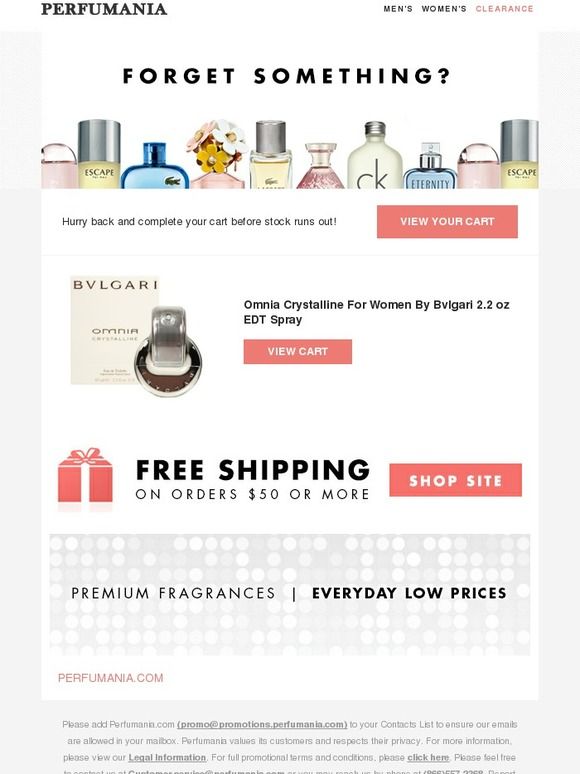 PERFUMANIA
MEN'S WOMEN'S CLEARANCE
FORGET SOMETHING?
ESCAPE
ck
ETERNITY
ESCAPE
Hurry back and complete your cart before stock runs out!
VIEW YOUR CART
BVLGARI
OMNIA
CRYSTALLINE
Omnia Crystalline For Women By Bvlgari 2.2 oz
EDT Spray
VIEW CART
FREE SHIPPING
ON ORDERS $50 OR MORE
SHOP SITE
PREMIUM FRAGRANCES | EVERYDAY LOW PRICES
PERFUMANIA.COM
Please add Perfumania.com (promo@promotions.perfumania.com) to your Contacts List to ensure our emails
are allowed in your mailbox. Perfumania values its customers and respects their privacy. For more information,
please view our Legal Information. For full promotional terms and conditions, please click here. Please feel free
to contact us at Customerservice@perfumania.com or you may reach us by phone at (866)557-2368. Report